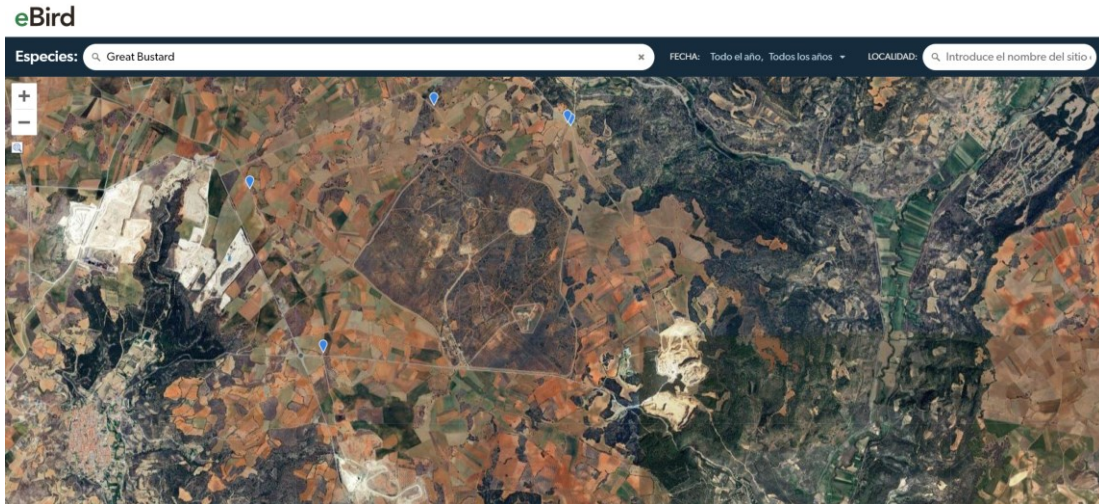 eBird
Especies: Great Bustard × FECHA: Todo el año, Todos los años LOCALIDAD: Introduce el nombre del sitio
+
−